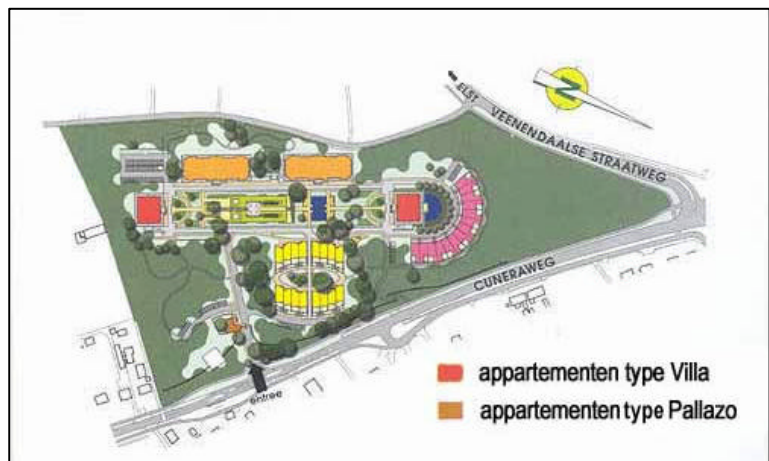 ELST
VEENENDAALSE STRAATWEG
N
CUNERAWEG
entree
appartementen type Villa
appartementen type Pallazo